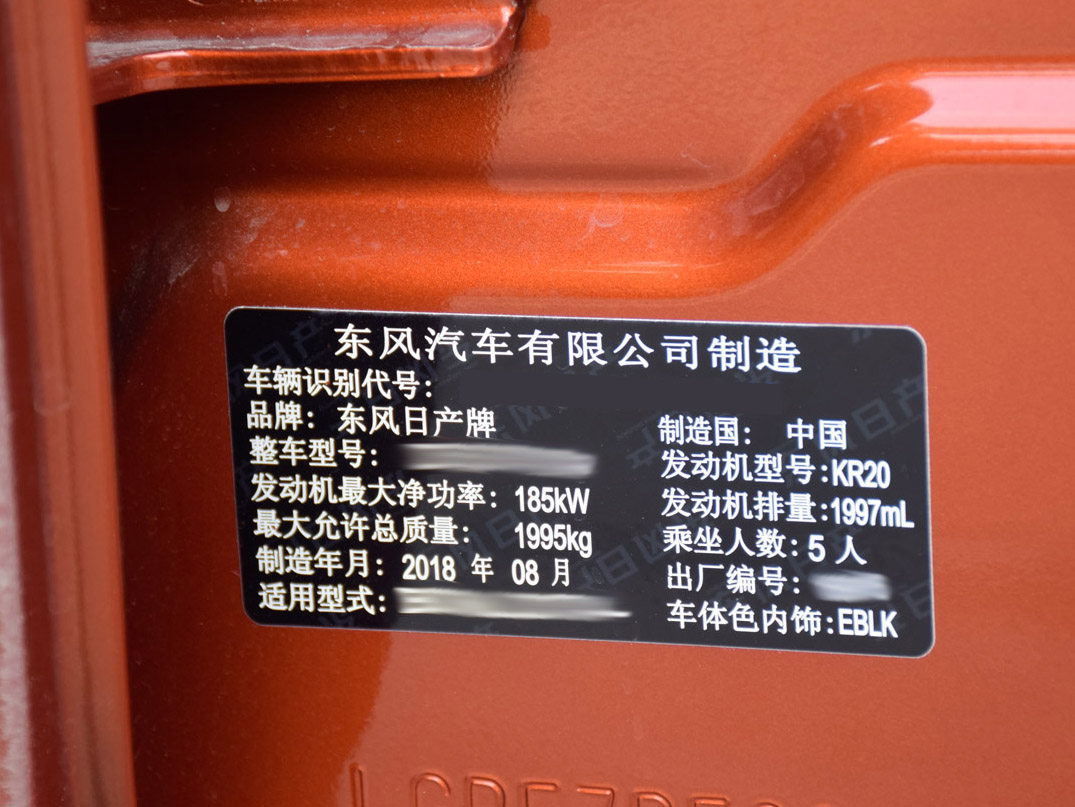 东风汽车有限公司制造
车辆识别代号:
品牌: 东风日产牌
制造国: 中国
整车型号:
发动机型号:KR20
发动机最大净功率: 185kW
发动机排量:1997mL
最大允许总质量: 1995kg
乘坐人数:5 人
制造年月: 2018 年 08 月
出厂编号:
适用型式:
车体色内饰:EBLK